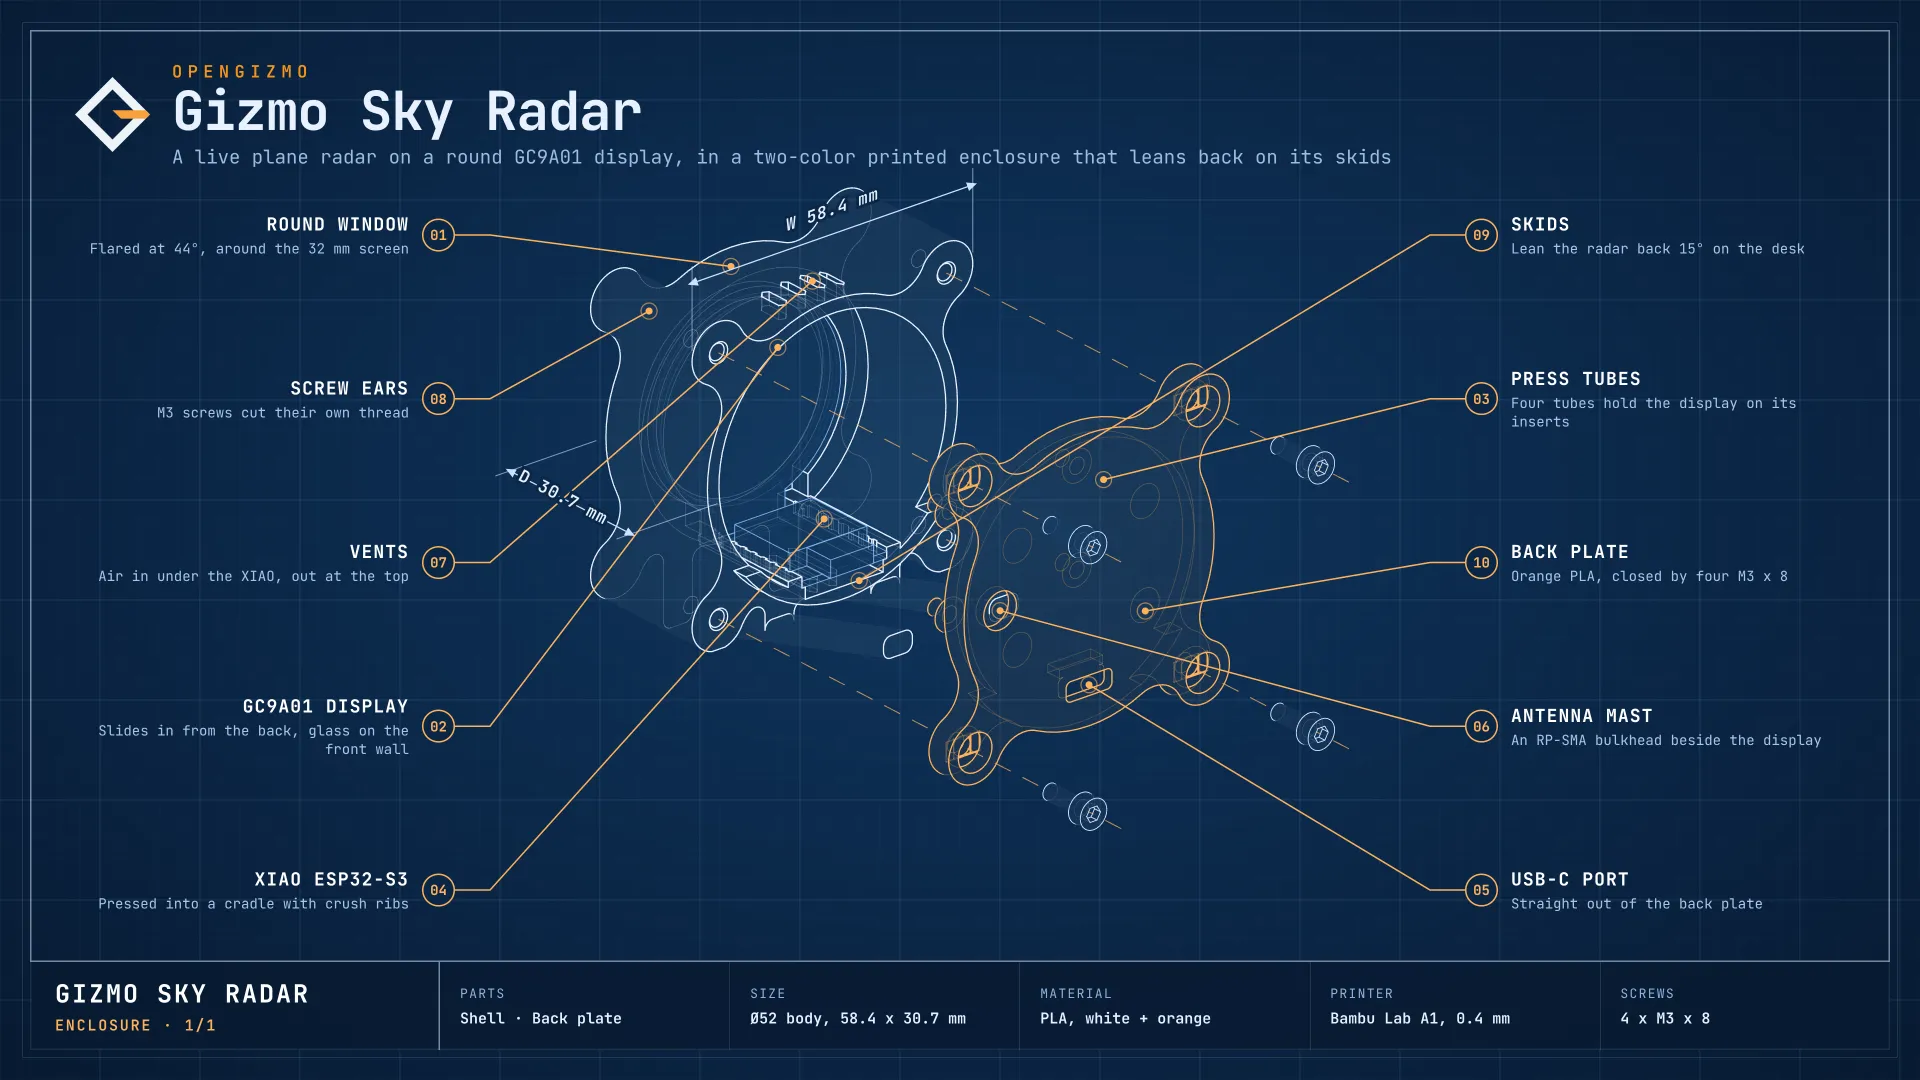 OPENGIZMO
Gizmo Sky Radar
A live plane radar on a round GC9A01 display, in a two-color printed enclosure that leans back on its skids
W 58.4 mm
D 30.7 mm
ROUND WINDOW
Flared at 44°, around the 32 mm screen
01
SCREW EARS
M3 screws cut their own thread
08
VENTS
Air in under the XIAO, out at the top
07
GC9A01 DISPLAY
Slides in from the back, glass on the
front wall
02
XIAO ESP32-S3
Pressed into a cradle with crush ribs
04
09
SKIDS
Lean the radar back 15° on the desk
03
PRESS TUBES
Four tubes hold the display on its
inserts
10
BACK PLATE
Orange PLA, closed by four M3 x 8
06
ANTENNA MAST
An RP-SMA bulkhead beside the display
05
USB-C PORT
Straight out of the back plate
GIZMO SKY RADAR
ENCLOSURE · 1/1
PARTS
Shell · Back plate
SIZE
Ø52 body, 58.4 x 30.7 mm
MATERIAL
PLA, white + orange
PRINTER
Bambu Lab A1, 0.4 mm
SCREWS
4 x M3 x 8